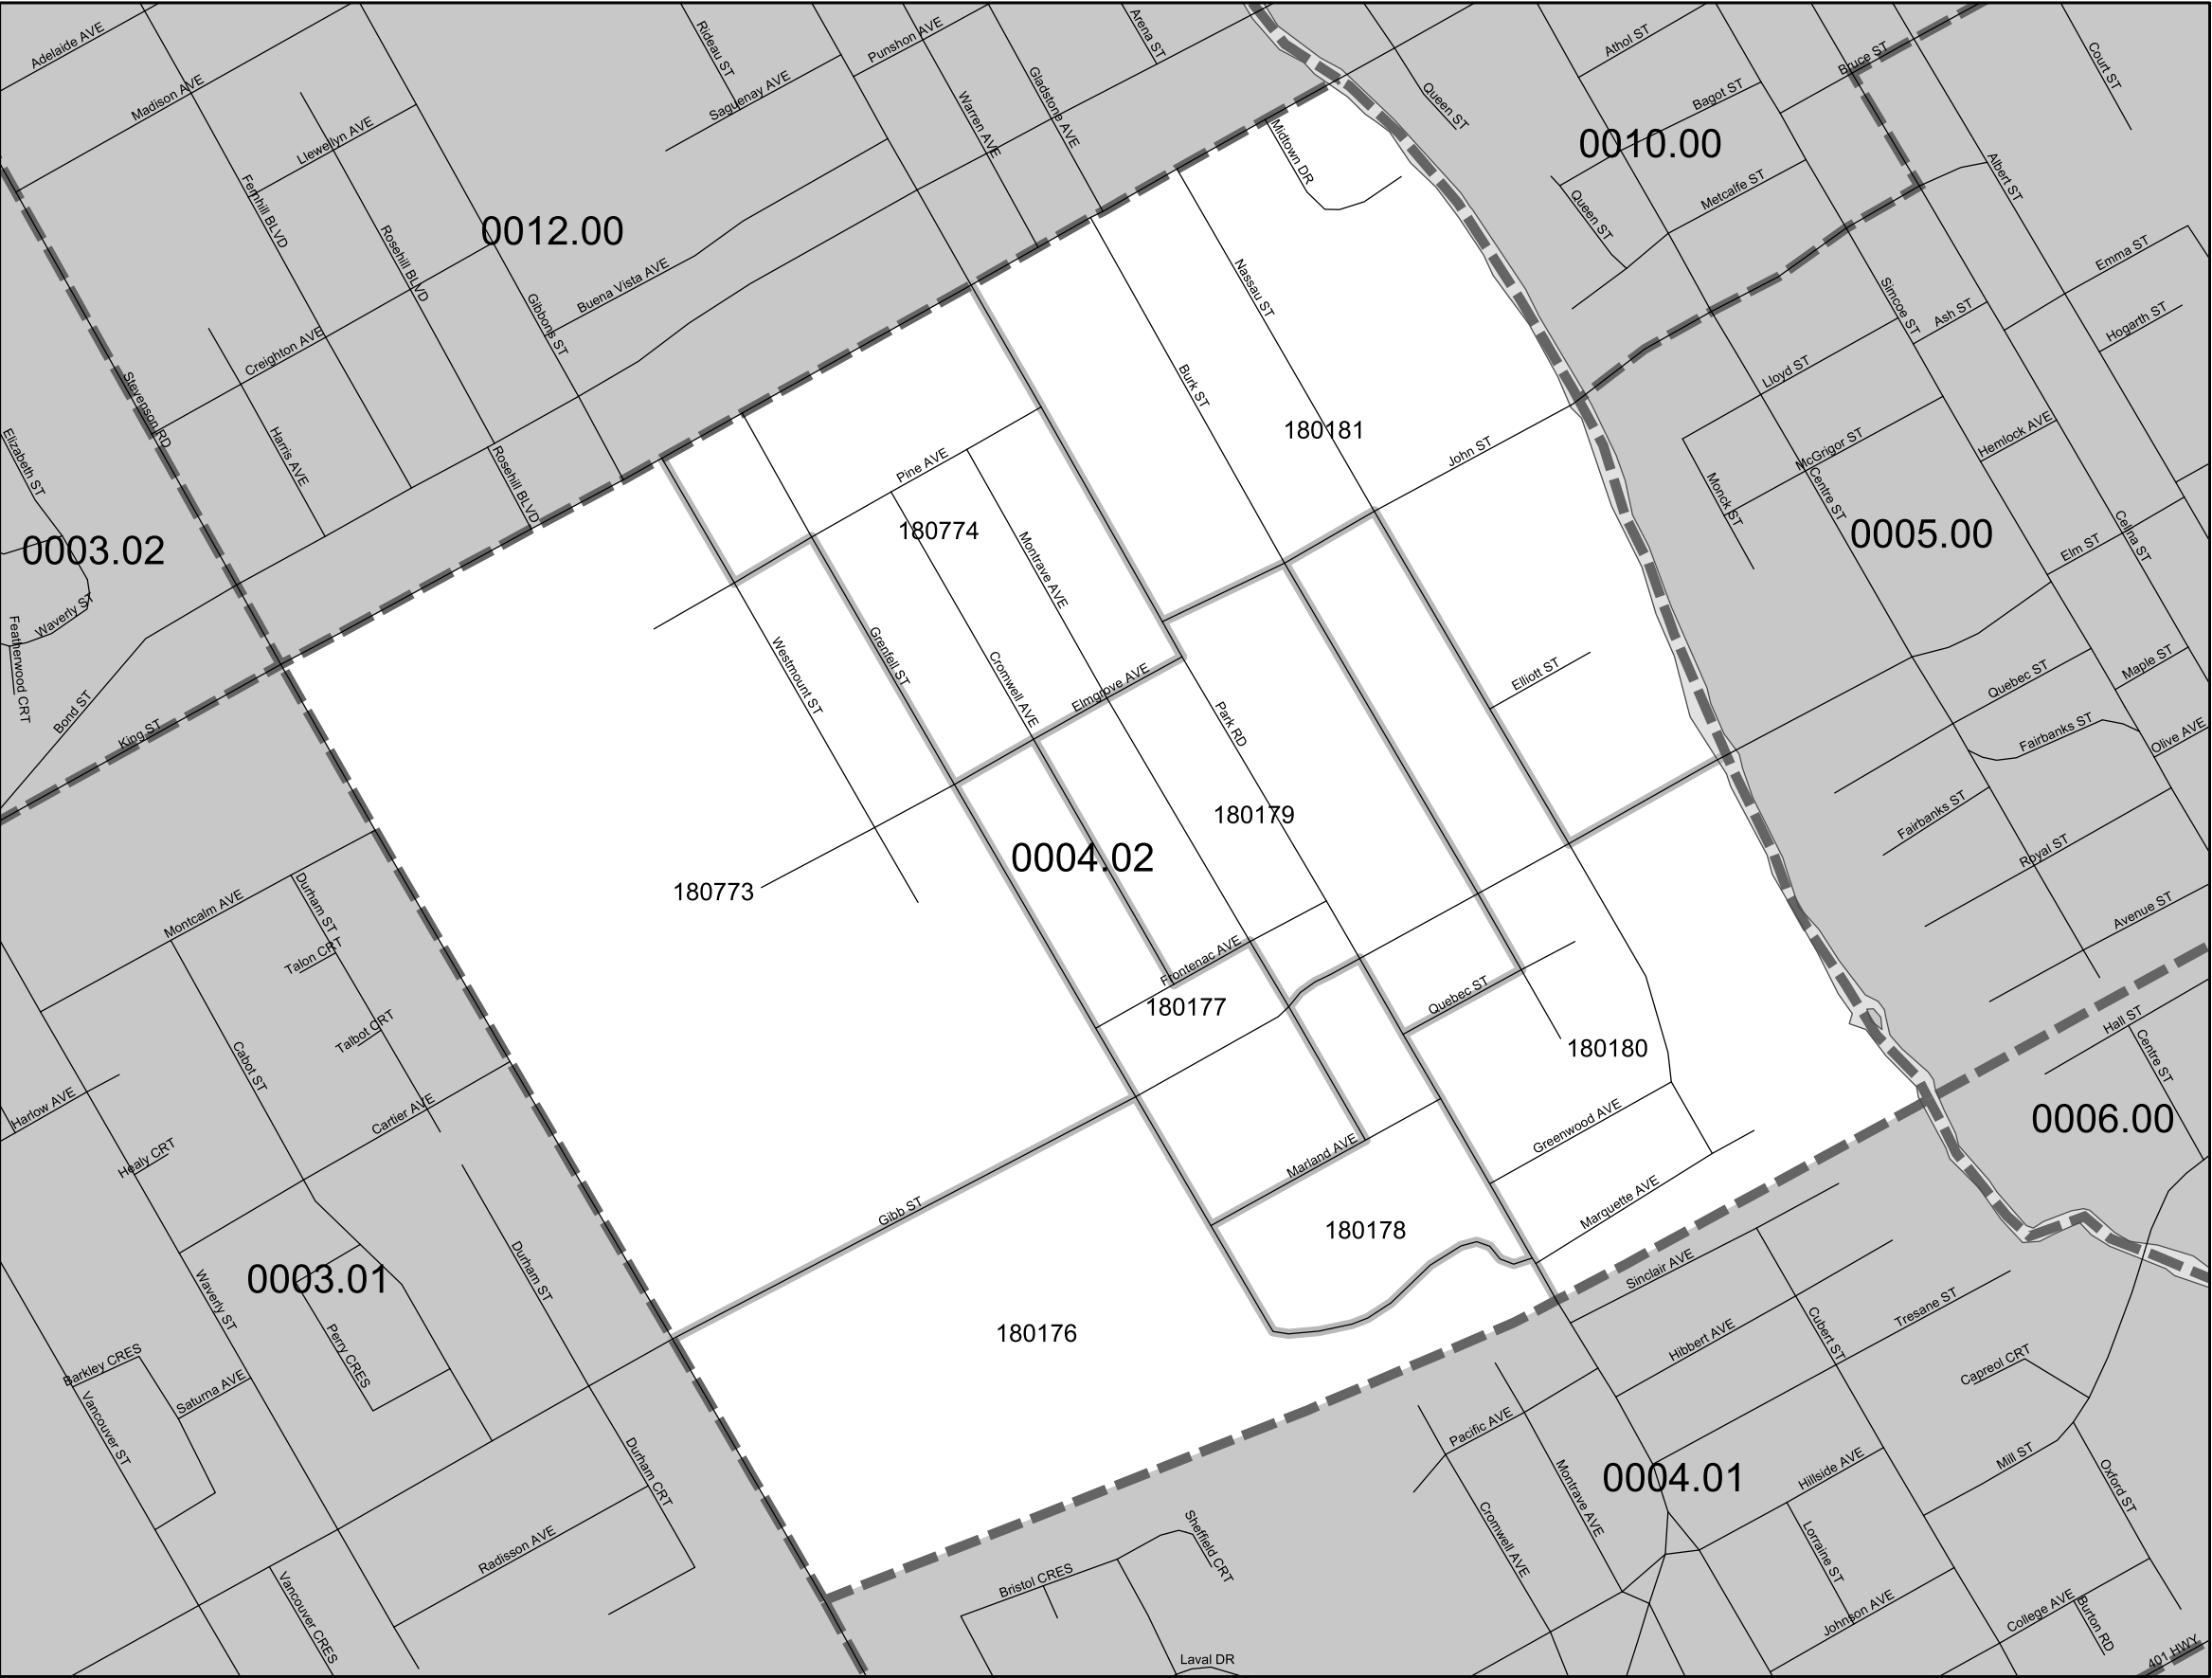 Adelaide AVE
Madison AVE
Rideau ST
Punshon AVE
Arena ST
Saguenay AVE
Gladstone AVE
Warren AVE
Queen ST
Athol ST
Bruce ST
Court ST
Bagot ST
0010.00
Llewellyn AVE
Midtown DR
Metcalfe ST
Albert ST
Queen ST
Fernhill BLVD
0012.00
Rosehill BLVD
Buena Vista AVE
Emma ST
Nassau ST
Gibbons ST
Simcoe ST
Ash ST
Hogarth ST
Creighton AVE
Stevenson RD
Burk ST
Lloyd ST
Elizabeth ST
Harris AVE
Rosehill BLVD
180181
John ST
McGrigor ST
Hemlock AVE
Pine AVE
Monck ST
Centre ST
180774
Montrave AVE
0005.00
Celina ST
Elm ST
0003.02
Waverly ST
Featherwood CRT
Bond ST
King ST
Westmount ST
Grenfell ST
Cromwell AVE
Elmgrove AVE
Elliott ST
Park RD
Quebec ST
Maple ST
Fairbanks ST
Olive AVE
180179
Fairbanks ST
0004.02
Royal ST
180773
Montcalm AVE
Durham ST
Talon CRT
Avenue ST
Frontenac AVE
180177
Quebec ST
Talbot CRT
180180
Hall ST
Centre ST
Cabot ST
Harlow AVE
Cartier AVE
0006.00
Greenwood AVE
Healy CRT
Marland AVE
Gibb ST
Marquette AVE
180178
0003.01
Waverly ST
Durham ST
Sinclair AVE
180176
Perry CRES
Hibbert AVE
Cubert ST
Tresane ST
Barkley CRES
Saturna AVE
Vancouver ST
Capreol CRT
Pacific AVE
Durham CRT
Montrave AVE
0004.01
Hillside AVE
Mill ST
Oxford ST
Cromwell AVE
Sheffield CRT
Radisson AVE
Lorraine ST
Bristol CRES
Vancouver CRES
Johnson AVE
College AVE
Burton RD
Laval DR
401 HWY